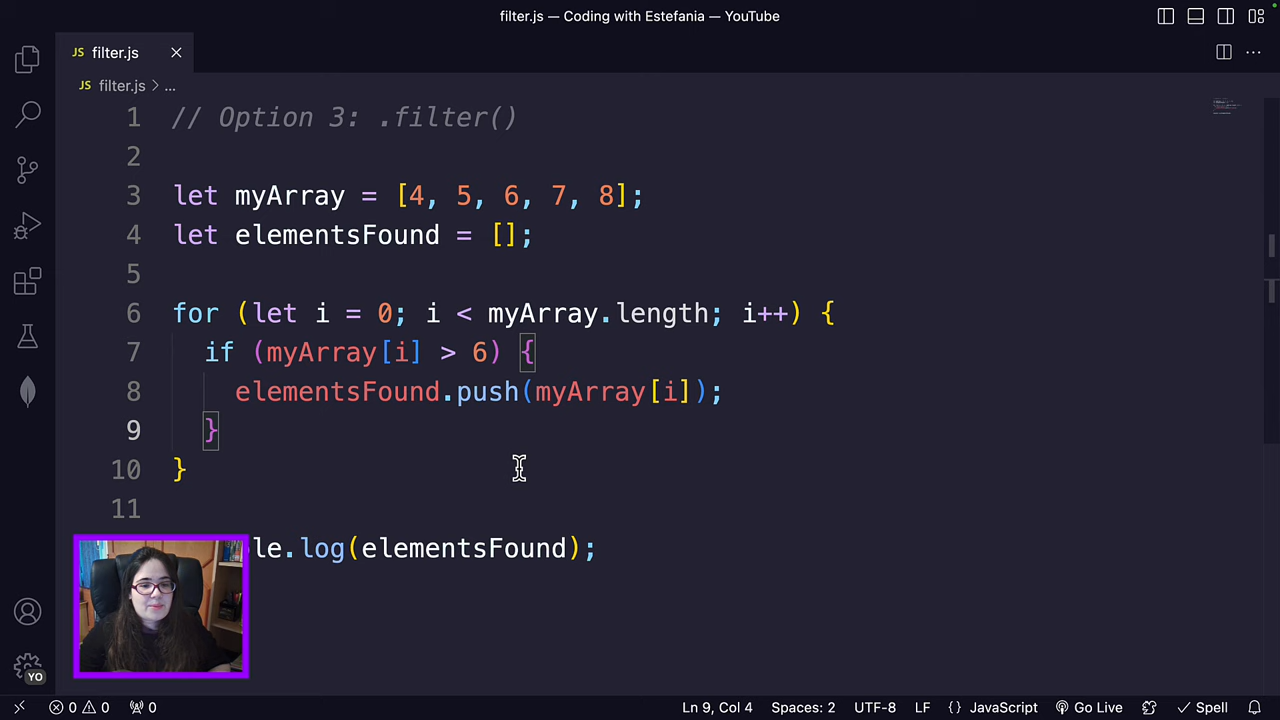 filter.js — Coding with Estefania — YouTube
JS filter.js
JS filter.js > ...
1 // Option 3: .filter()
2
3 let myArray = [4, 5, 6, 7, 8];
4 let elementsFound = [];
5
6 for (let i = 0; i < myArray.length; i++) {
7 if (myArray[i] > 6) {
8 elementsFound.push(myArray[i]);
9 }
10 }
11
le.log(elementsFound);
YO
0 0 0 Ln 9, Col 4 Spaces: 2 UTF-8 LF {} JavaScript Go Live Spell